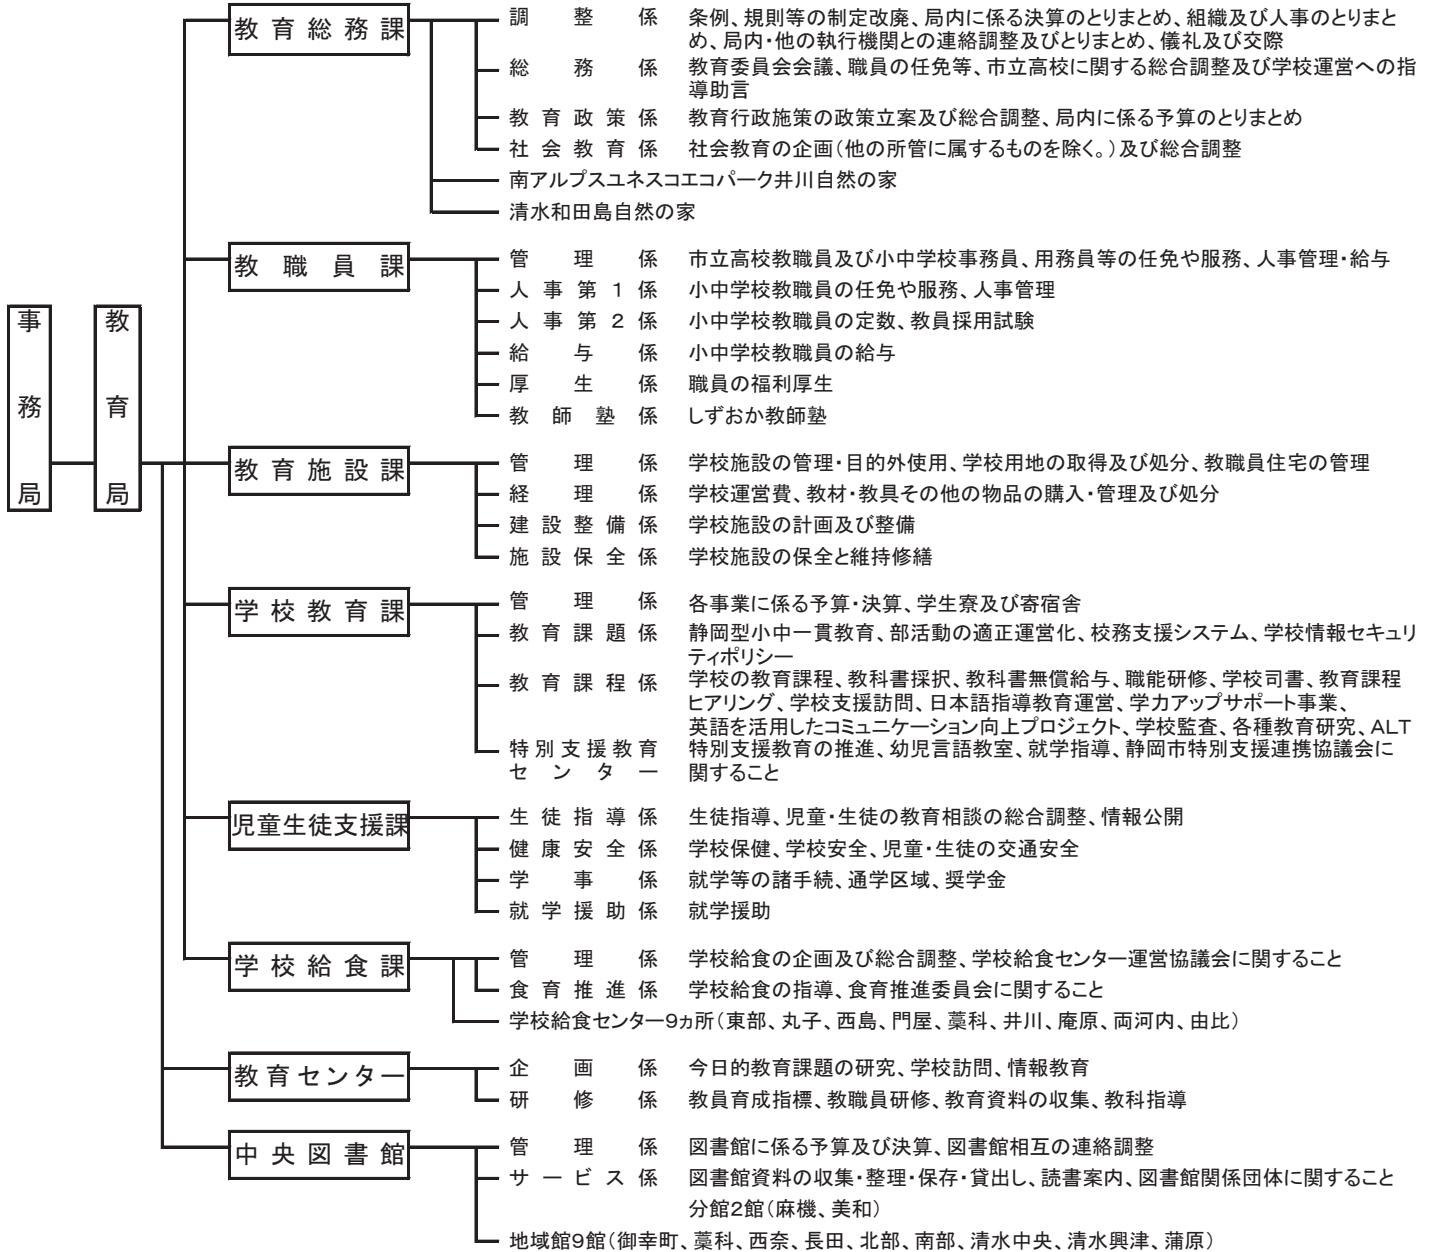 事務局
教育局
教育総務課
調整係 条例、規則等の制定改廃、局内に係る決算のとりまとめ、組織及び人事のとりまと
め、局内・他の執行機関との連絡調整及びとりまとめ、儀礼及び交際
総務係 教育委員会会議、職員の任免等、市立高校に関する総合調整及び学校運営への指
導助言
教育政策係 教育行政施策の政策立案及び総合調整、局内に係る予算のとりまとめ
社会教育係 社会教育の企画（他の所管に属するものを除く。）及び総合調整
南アルプスユネスコエコパーク井川自然の家
清水和田島自然の家
教職員課
管理係 市立高校教職員及び小中学校事務員、用務員等の任免や服務、人事管理・給与
人事第１係 小中学校教職員の任免や服務、人事管理
人事第２係 小中学校教職員の定数、教員採用試験
給与係 小中学校教職員の給与
厚生係 職員の福利厚生
教師塾係 しずおか教師塾
教育施設課
管理係 学校施設の管理・目的外使用、学校用地の取得及び処分、教職員住宅の管理
経理係 学校運営費、教材・教具その他の物品の購入・管理及び処分
建設整備係 学校施設の計画及び整備
施設保全係 学校施設の保全と維持修繕
学校教育課
管理係 各事業に係る予算・決算、学生寮及び寄宿舎
教育課題係 静岡型小中一貫教育、部活動の適正運営化、校務支援システム、学校情報セキュリ
ティポリシー
教育課程係 学校の教育課程、教科書採択、教科書無償給与、職能研修、学校司書、教育課程
ヒアリング、学校支援訪問、日本語指導教育運営、学力アップサポート事業、
英語を活用したコミュニケーション向上プロジェクト、学校監査、各種教育研究、ALT
特別支援教育 特別支援教育の推進、幼児言語教室、就学指導、静岡市特別支援連携協議会に
センター 関すること
児童生徒支援課
生徒指導係 生徒指導、児童・生徒の教育相談の総合調整、情報公開
健康安全係 学校保健、学校安全、児童・生徒の交通安全
学事係 就学等の諸手続、通学区域、奨学金
就学援助係 就学援助
学校給食課
管理係 学校給食の企画及び総合調整、学校給食センター運営協議会に関すること
食育推進係 学校給食の指導、食育推進委員会に関すること
学校給食センター9ヵ所（東部、丸子、西島、門屋、藁科、井川、庵原、両河内、由比）
教育センター
企画係 今日的教育課題の研究、学校訪問、情報教育
研修係 教員育成指標、教職員研修、教育資料の収集、教科指導
中央図書館
管理係 図書館に係る予算及び決算、図書館相互の連絡調整
サービス係 図書館資料の収集・整理・保存・貸出し、読書案内、図書館関係団体に関すること
分館2館（麻機、美和）
地域館9館（御幸町、藁科、西奈、長田、北部、南部、清水中央、清水興津、蒲原）